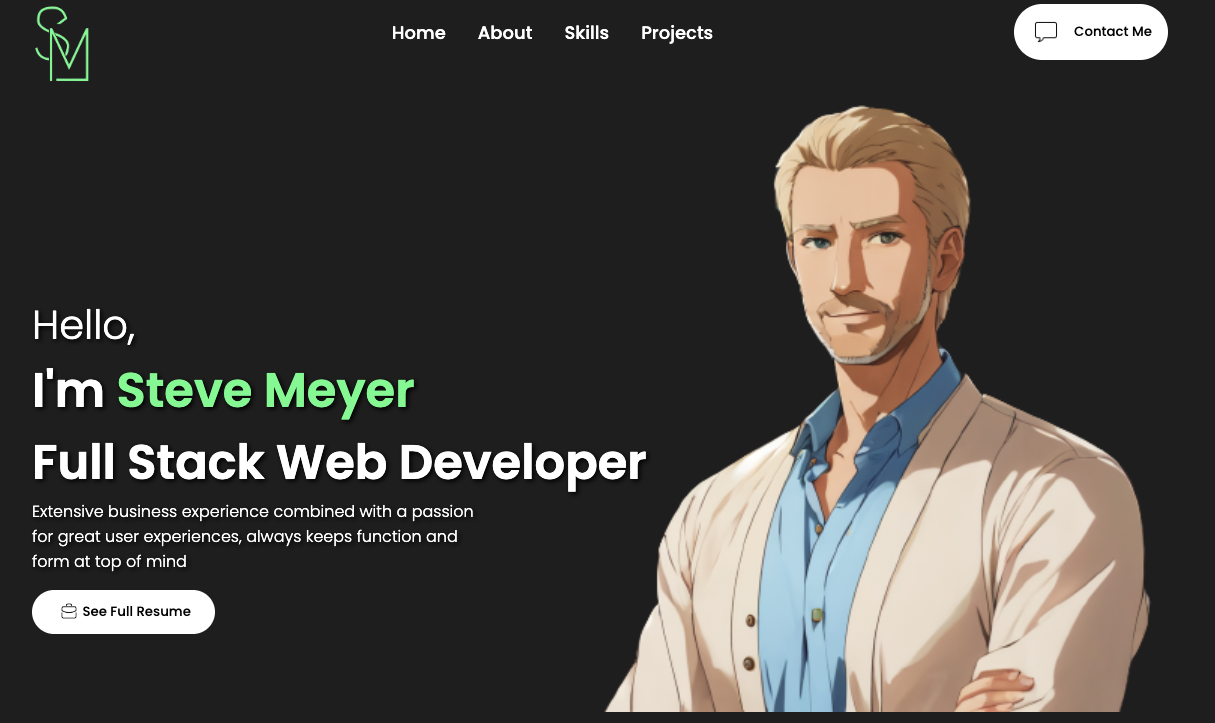 SM
Home About Skills Projects
Contact Me
Hello,
I'm Steve Meyer
Full Stack Web Developer
Extensive business experience combined with a passion
for great user experiences, always keeps function and
form at top of mind
See Full Resume